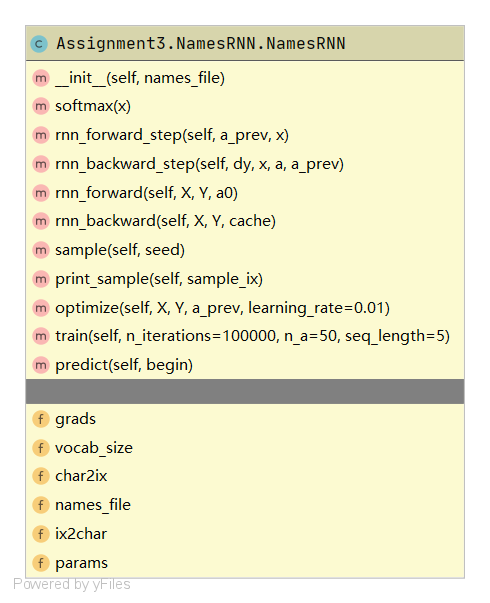 C Assignment3.NamesRNN.NamesRNN
m __init__(self, names_file)
m softmax(x)
m rnn_forward_step(self, a_prev, x)
m rnn_backward_step(self, dy, x, a, a_prev)
m rnn_forward(self, X, Y, a0)
m rnn_backward(self, X, Y, cache)
m sample(self, seed)
m print_sample(self, sample_ix)
m optimize(self, X, Y, a_prev, learning_rate=0.01)
m train(self, n_iterations=100000, n_a=50, seq_length=5)
m predict(self, begin)
f grads
f vocab_size
f char2ix
f names_file
f ix2char
f params
Powered by yFiles